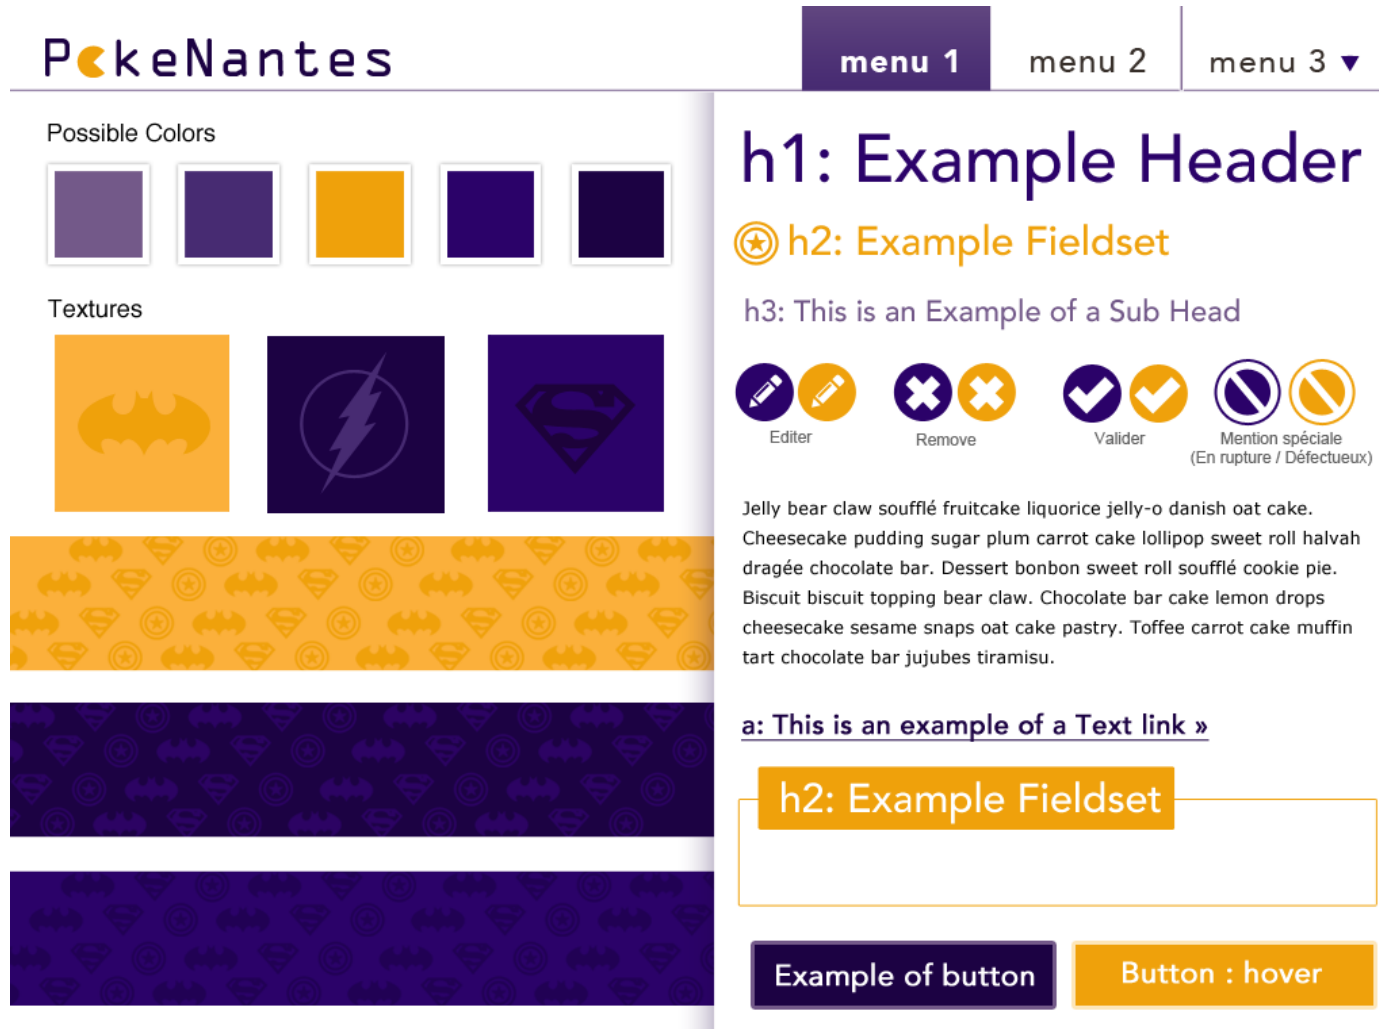 PokeNantes
menu 1
menu 2
menu 3
Possible Colors
Textures
h1: Example Header
h2: Example Fieldset
h3: This is an Example of a Sub Head
Editer
Remove
Valider
Mention spéciale
(En rupture / Défectueux)
Jelly bear claw soufflé fruitcake liquorice jelly-o danish oat cake.
Cheesecake pudding sugar plum carrot cake lollipop sweet roll halvah
dragée chocolate bar. Dessert bonbon sweet roll soufflé cookie pie.
Biscuit biscuit topping bear claw. Chocolate bar cake lemon drops
cheesecake sesame snaps oat cake pastry. Toffee carrot cake muffin
tart chocolate bar jujubes tiramisu.
a: This is an example of a Text link »
h2: Example Fieldset
Example of button
Button : hover